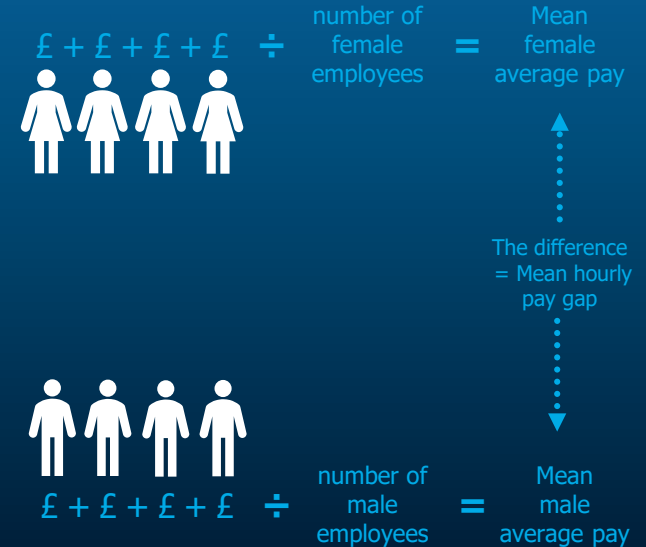 £ + £ + £ + £ ÷ number of female employees = Mean female average pay
The difference
= Mean hourly
pay gap
£ + £ + £ + £ ÷ number of male employees = Mean male average pay